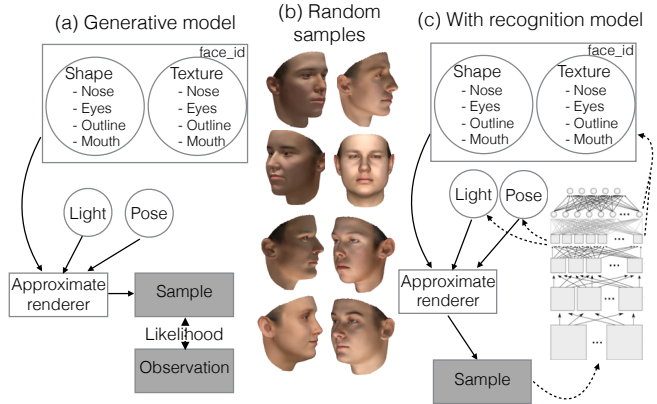 (a) Generative model
face_id
Shape
- Nose
- Eyes
- Outline
- Mouth
Texture
- Nose
- Eyes
- Outline
- Mouth
Light
Pose
Approximate
renderer
Sample
Likelihood
Observation
(b) Random
samples
(c) With recognition model
face_id
Shape
- Nose
- Eyes
- Outline
- Mouth
Texture
- Nose
- Eyes
- Outline
- Mouth
Light
Pose
Approximate
renderer
Sample